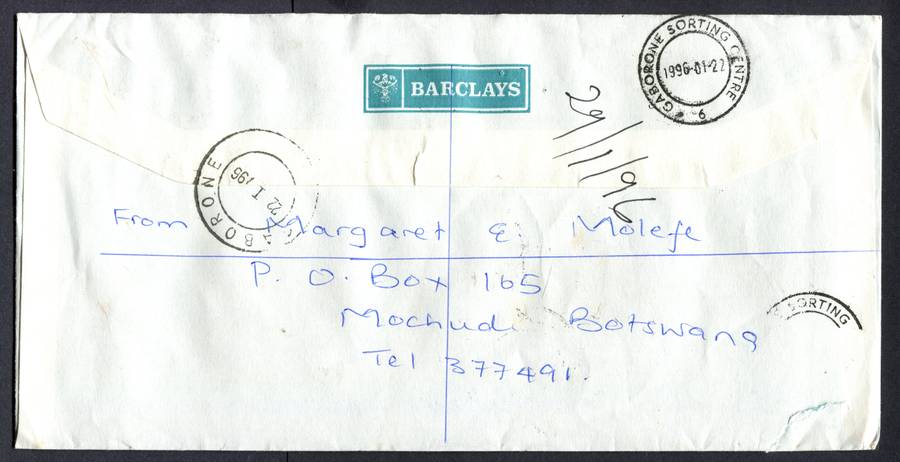 BARCLAYS
GABORONE SORTING CENTRE
1996-01-22
6
29/1/96
GABORONE
22 I 96
From Margaret E. Molefe
P. O. Box 165
Mochudi Botswana
Tel 377491.
SORTING